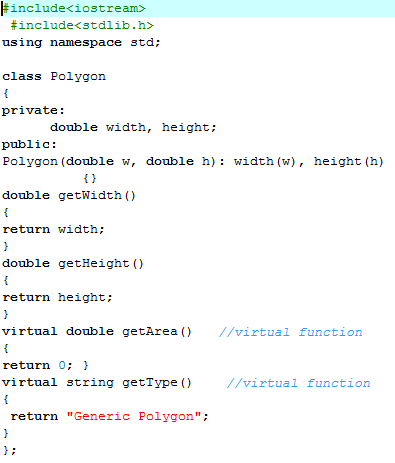 #include<iostream>
#include<stdlib.h>
using namespace std;
class Polygon
{
private:
double width, height;
public:
Polygon(double w, double h): width(w), height(h)
{}
double getWidth()
{
return width;
}
double getHeight()
{
return height;
}
virtual double getArea() //virtual function
{
return 0; }
virtual string getType() //virtual function
{
return "Generic Polygon";
}
};